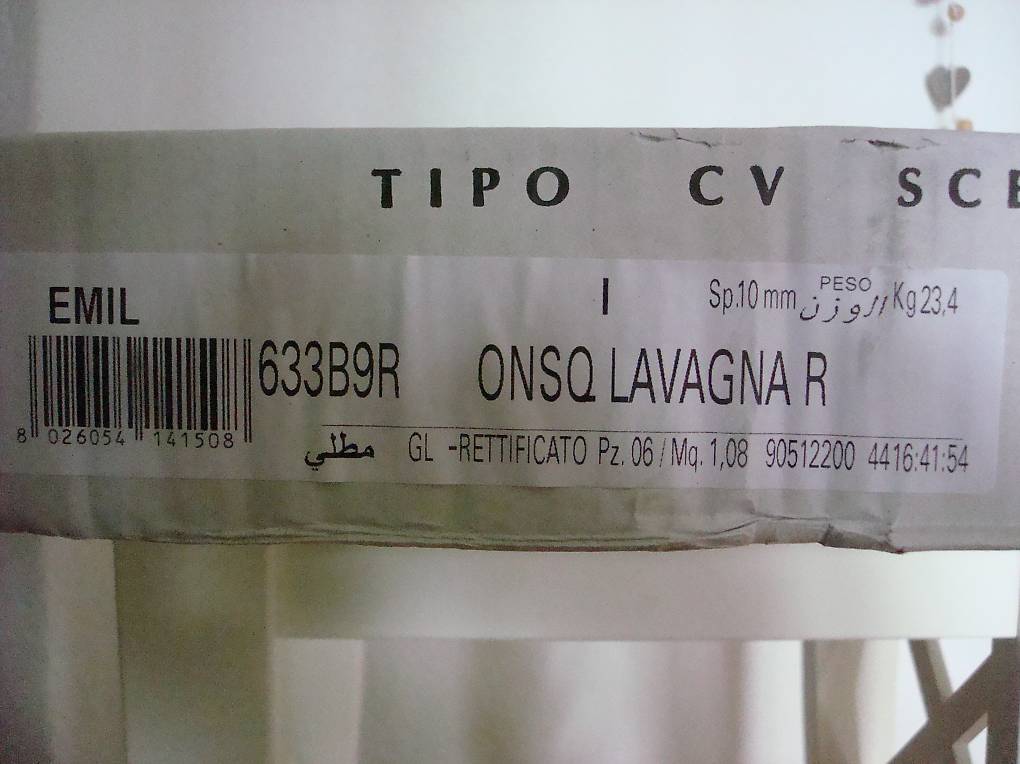 TIPO CV
EMIL I Sp.10 mm PESO الوزن Kg 23,4
633B9R ONSQ LAVAGNA R
8 026054 141508
مطلي GL -RETTIFICATO Pz. 06 / Mq. 1,08 90512200 4416:41:54